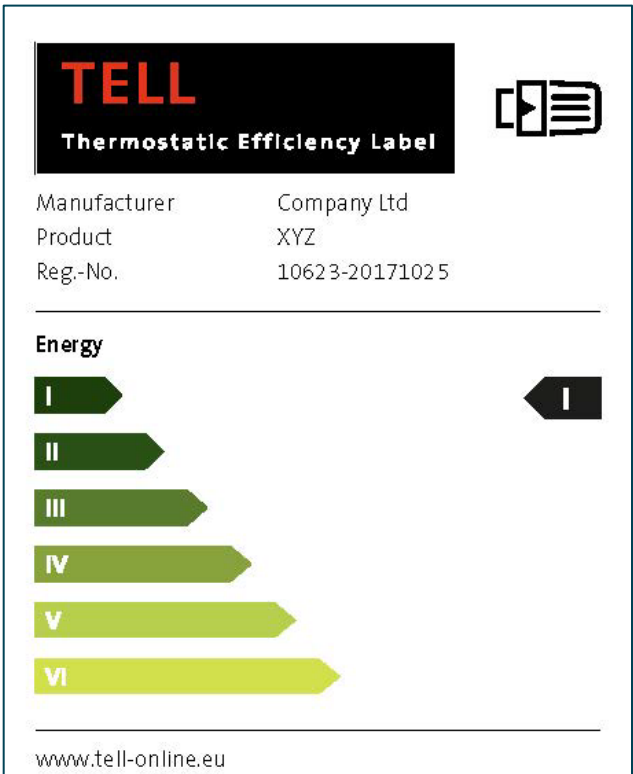 TELL
Thermostatic Efficiency Label
Manufacturer Company Ltd
Product XYZ
Reg.-No. 10623-20171025
Energy
I I
II
III
IV
V
VI
www.tell-online.eu